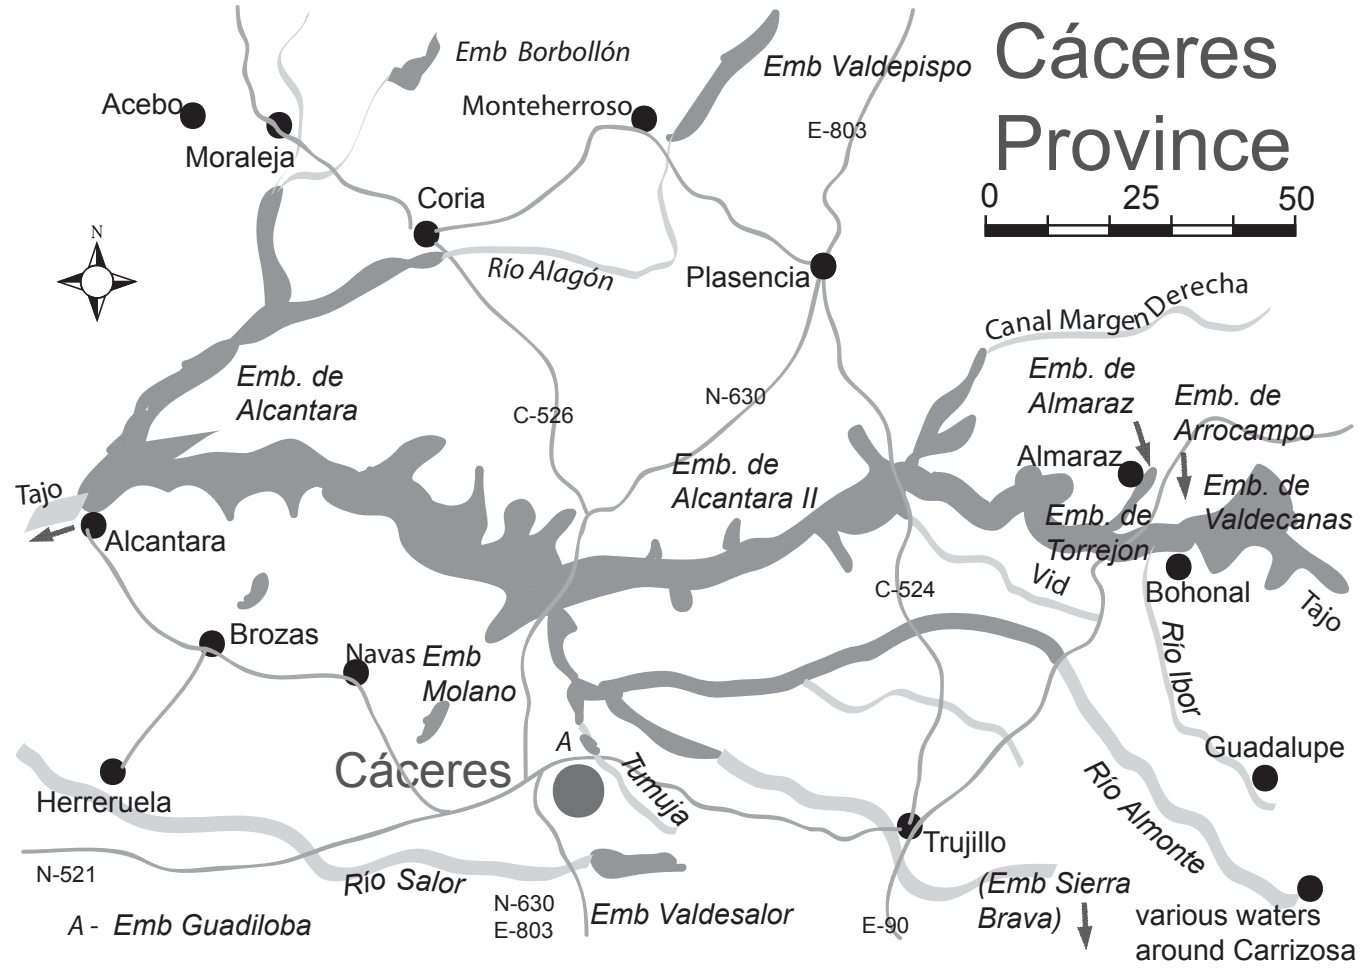 Cáceres
Province
0 25 50
Emb Borbollón
Emb Valdepispo
Acebo
Monteherroso
E-803
Moraleja
Coria
N
Río Alagón
Plasencia
Canal Margen Derecha
Emb. de
Alcantara
Emb. de
Almaraz
Emb. de
Arrocampo
C-526
N-630
Emb. de
Alcantara II
Almaraz
Tajo
Emb. de
Valdecanas
Emb. de
Torrejon
Alcantara
Vid
C-524
Bohonal
Tajo
Brozas
Navas
Emb
Molano
Río Ibor
A
Cáceres
Tumuja
Guadalupe
Herreruela
Río Almonte
Trujillo
N-521
Río Salor
(Emb Sierra
Brava)
N-630
E-803
Emb Valdesalor
E-90
A - Emb Guadiloba
various waters
around Carrizosa